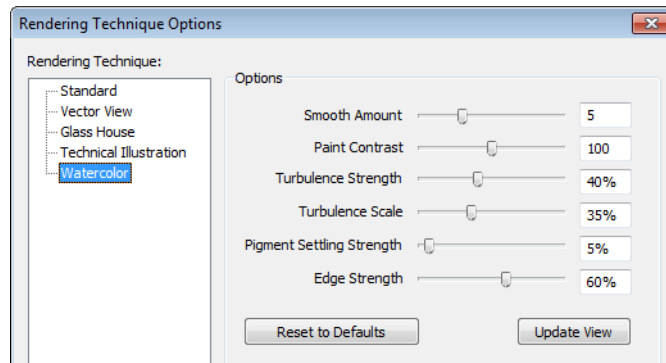 Rendering Technique Options
Rendering Technique:
Standard
Vector View
Glass House
Technical Illustration
Watercolor
Options
Smooth Amount 5
Paint Contrast 100
Turbulence Strength 40%
Turbulence Scale 35%
Pigment Settling Strength 5%
Edge Strength 60%
Reset to Defaults Update View